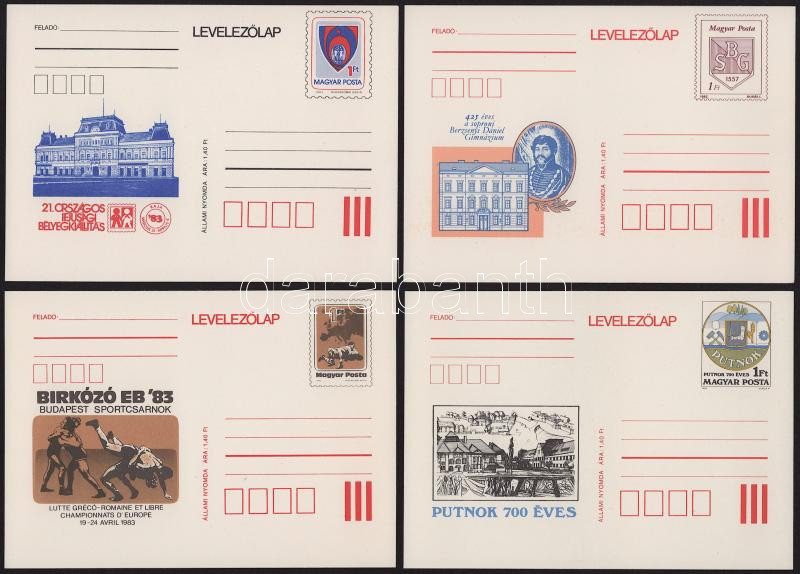 FELADÓ:
LEVELEZŐLAP
1Ft
MAGYAR POSTA
21. ORSZÁGOS
IFJÚSÁGI
BÉLYEGKIÁLLÍTÁS
'83
ÁLLAMI NYOMDA ÁRA: 1,40 Ft
FELADÓ:
LEVELEZŐLAP
Magyar Posta
SBG
1557
1 Ft
425 éves
a soproni
Berzsenyi Dániel
Gimnázium
ÁLLAMI NYOMDA ÁRA: 1,40 Ft
darabanth
FELADÓ:
LEVELEZŐLAP
1Ft
Magyar Posta
BIRKÓZÓ EB '83
BUDAPEST SPORTCSARNOK
LUTTE GRÉCO-ROMAINE ET LIBRE
CHAMPIONNATS D'EUROPE
19-24 AVRIL 1983
ÁLLAMI NYOMDA ÁRA: 1,40 Ft
FELADÓ:
LEVELEZŐLAP
PUTNOK
PUTNOK 700 ÉVES 1Ft
MAGYAR POSTA
PUTNOK 700 ÉVES
ÁLLAMI NYOMDA ÁRA: 1,40 Ft